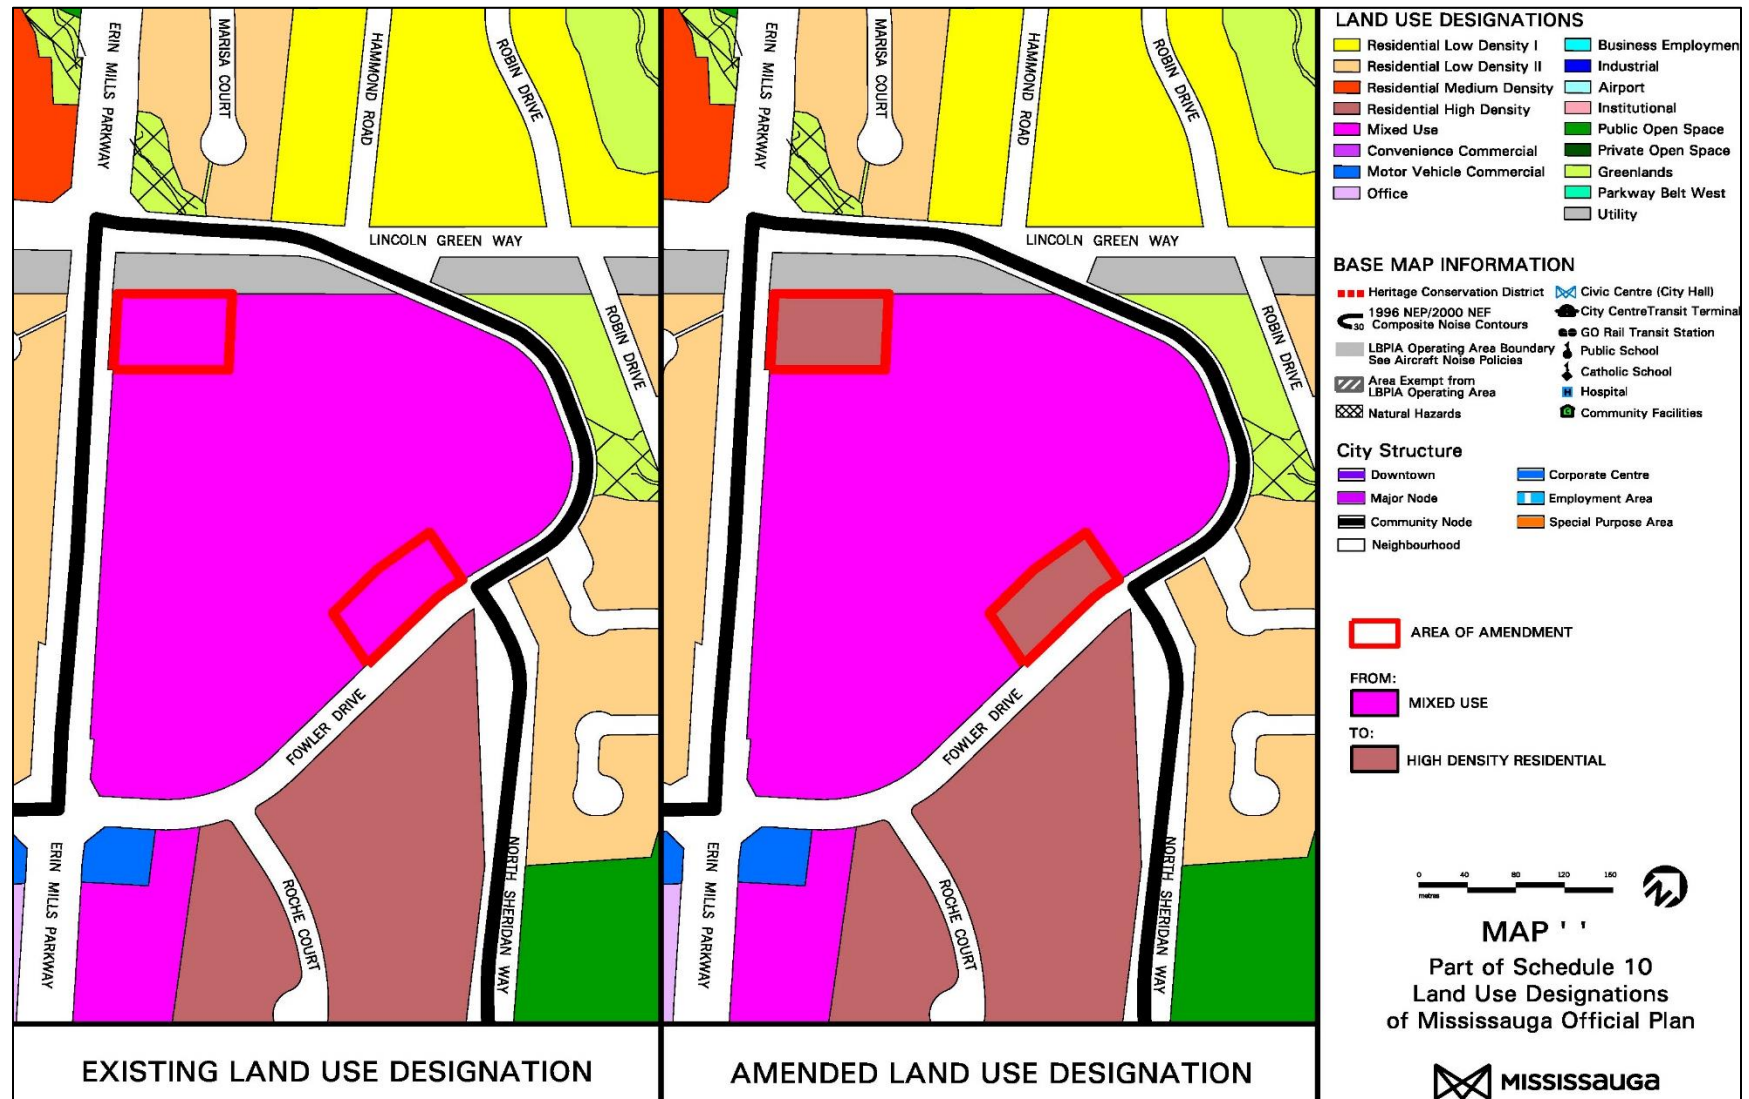 ERIN MILLS PARKWAY
MARISA COURT
HAMMOND ROAD
ROBIN DRIVE
LINCOLN GREEN WAY
ROBIN DRIVE
FOWLER DRIVE
ERIN MILLS PARKWAY
ROCHE COURT
NORTH SHERIDAN WAY
EXISTING LAND USE DESIGNATION
ERIN MILLS PARKWAY
MARISA COURT
HAMMOND ROAD
ROBIN DRIVE
LINCOLN GREEN WAY
ROBIN DRIVE
FOWLER DRIVE
ERIN MILLS PARKWAY
ROCHE COURT
NORTH SHERIDAN WAY
AMENDED LAND USE DESIGNATION
LAND USE DESIGNATIONS
Residential Low Density I
Residential Low Density II
Residential Medium Density
Residential High Density
Mixed Use
Convenience Commercial
Motor Vehicle Commercial
Office
Business Employmen
Industrial
Airport
Institutional
Public Open Space
Private Open Space
Greenlands
Parkway Belt West
Utility
BASE MAP INFORMATION
Heritage Conservation District
30
1996 NEP/2000 NEF
Composite Noise Contours
LBPIA Operating Area Boundary
See Aircraft Noise Policies
Area Exempt from
LBPIA Operating Area
Natural Hazards
Civic Centre (City Hall)
City CentreTransit Terminal
GO Rail Transit Station
Public School
Catholic School
H Hospital
Community Facilities
City Structure
Downtown
Major Node
Community Node
Neighbourhood
Corporate Centre
Employment Area
Special Purpose Area
AREA OF AMENDMENT
FROM:
MIXED USE
TO:
HIGH DENSITY RESIDENTIAL
0 40 80 120 160
metres
N
MAP ' '
Part of Schedule 10
Land Use Designations
of Mississauga Official Plan
MISSISSauGa